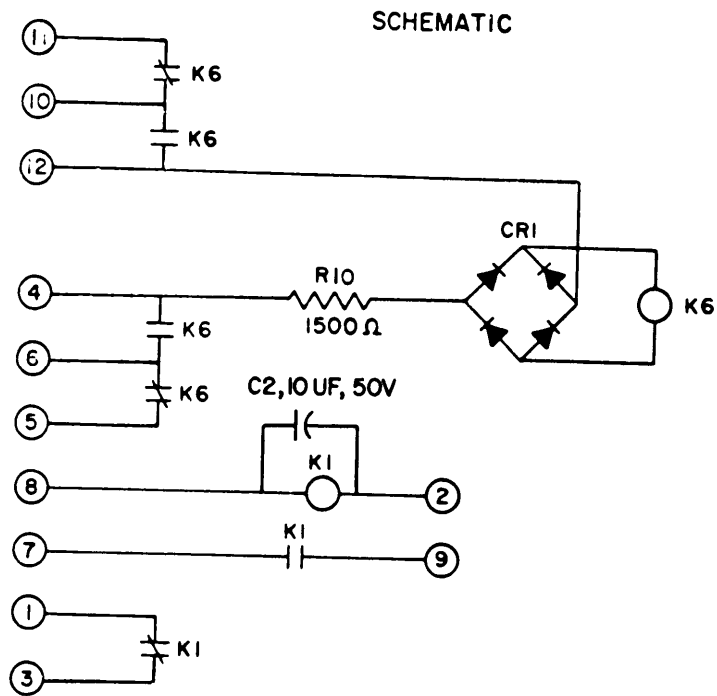 SCHEMATIC
11
K6
10
K6
12
CR1
4
R10
1500 Ω
K6
K6
6
K6
5
C2, 10 UF, 50V
8
K1
2
7
K1
9
1
K1
3